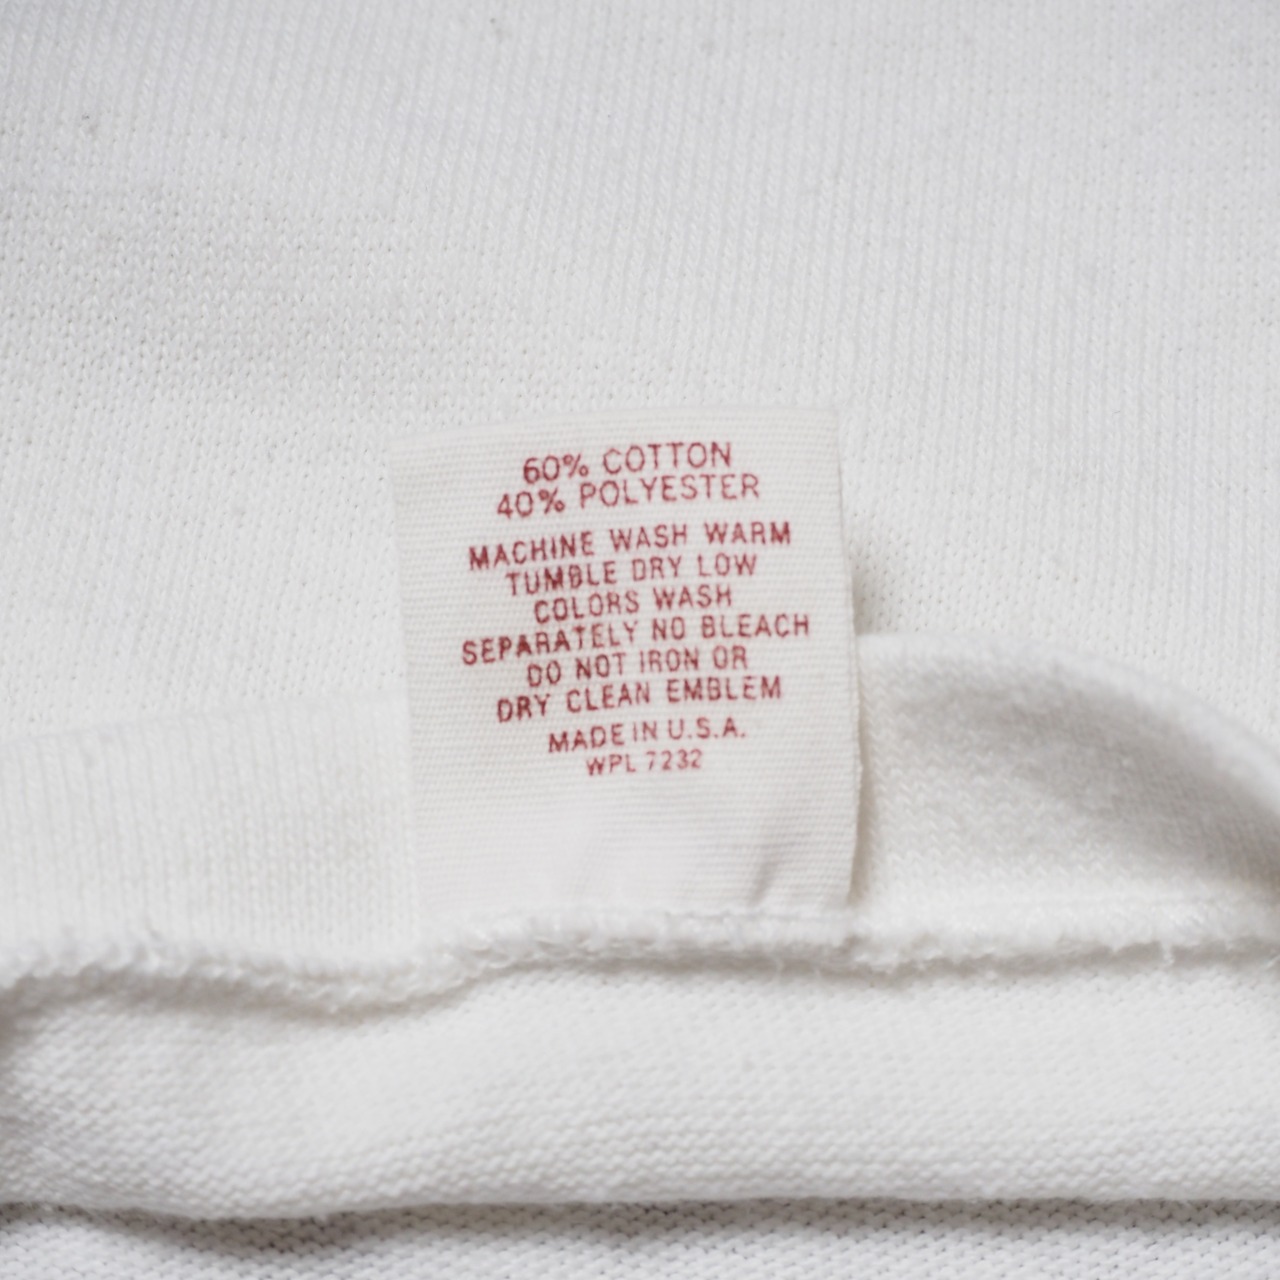 60% COTTON
40% POLYESTER
MACHINE WASH WARM
TUMBLE DRY LOW
COLORS WASH
SEPARATELY NO BLEACH
DO NOT IRON OR
DRY CLEAN EMBLEM
MADE IN U.S.A.
WPL 7232